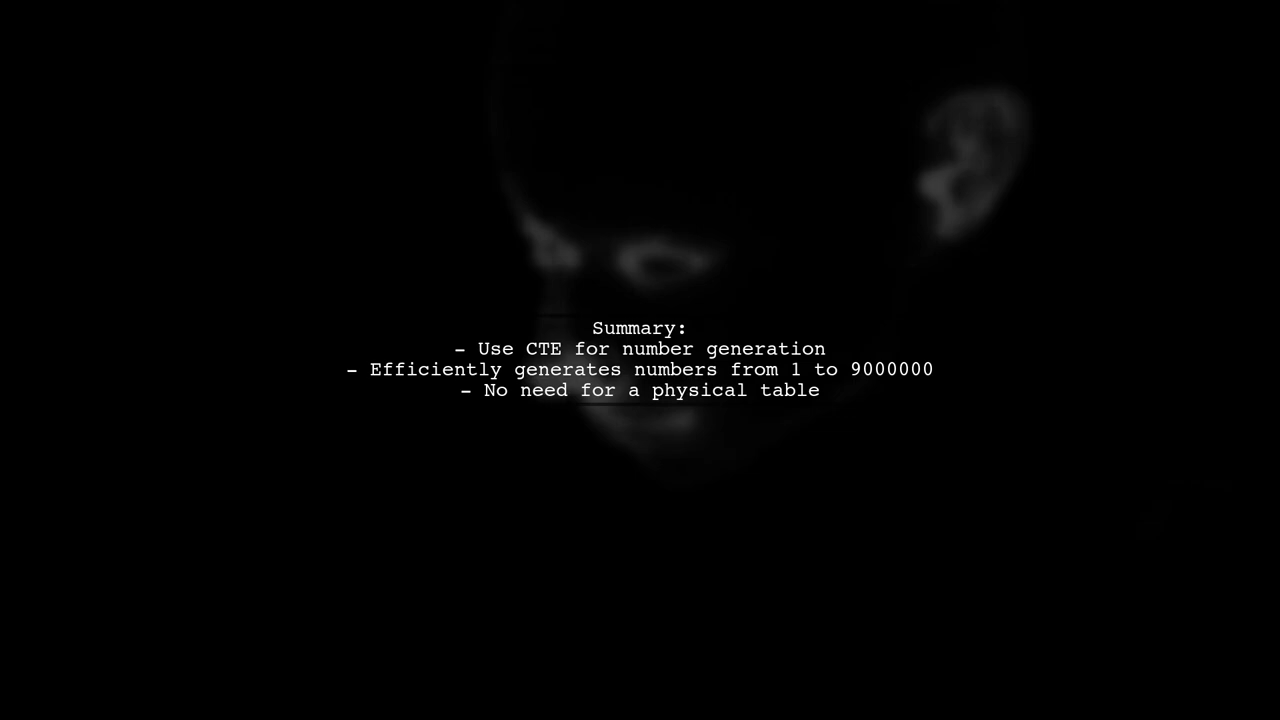 Summary:
- Use CTE for number generation
- Efficiently generates numbers from 1 to 9000000
- No need for a physical table